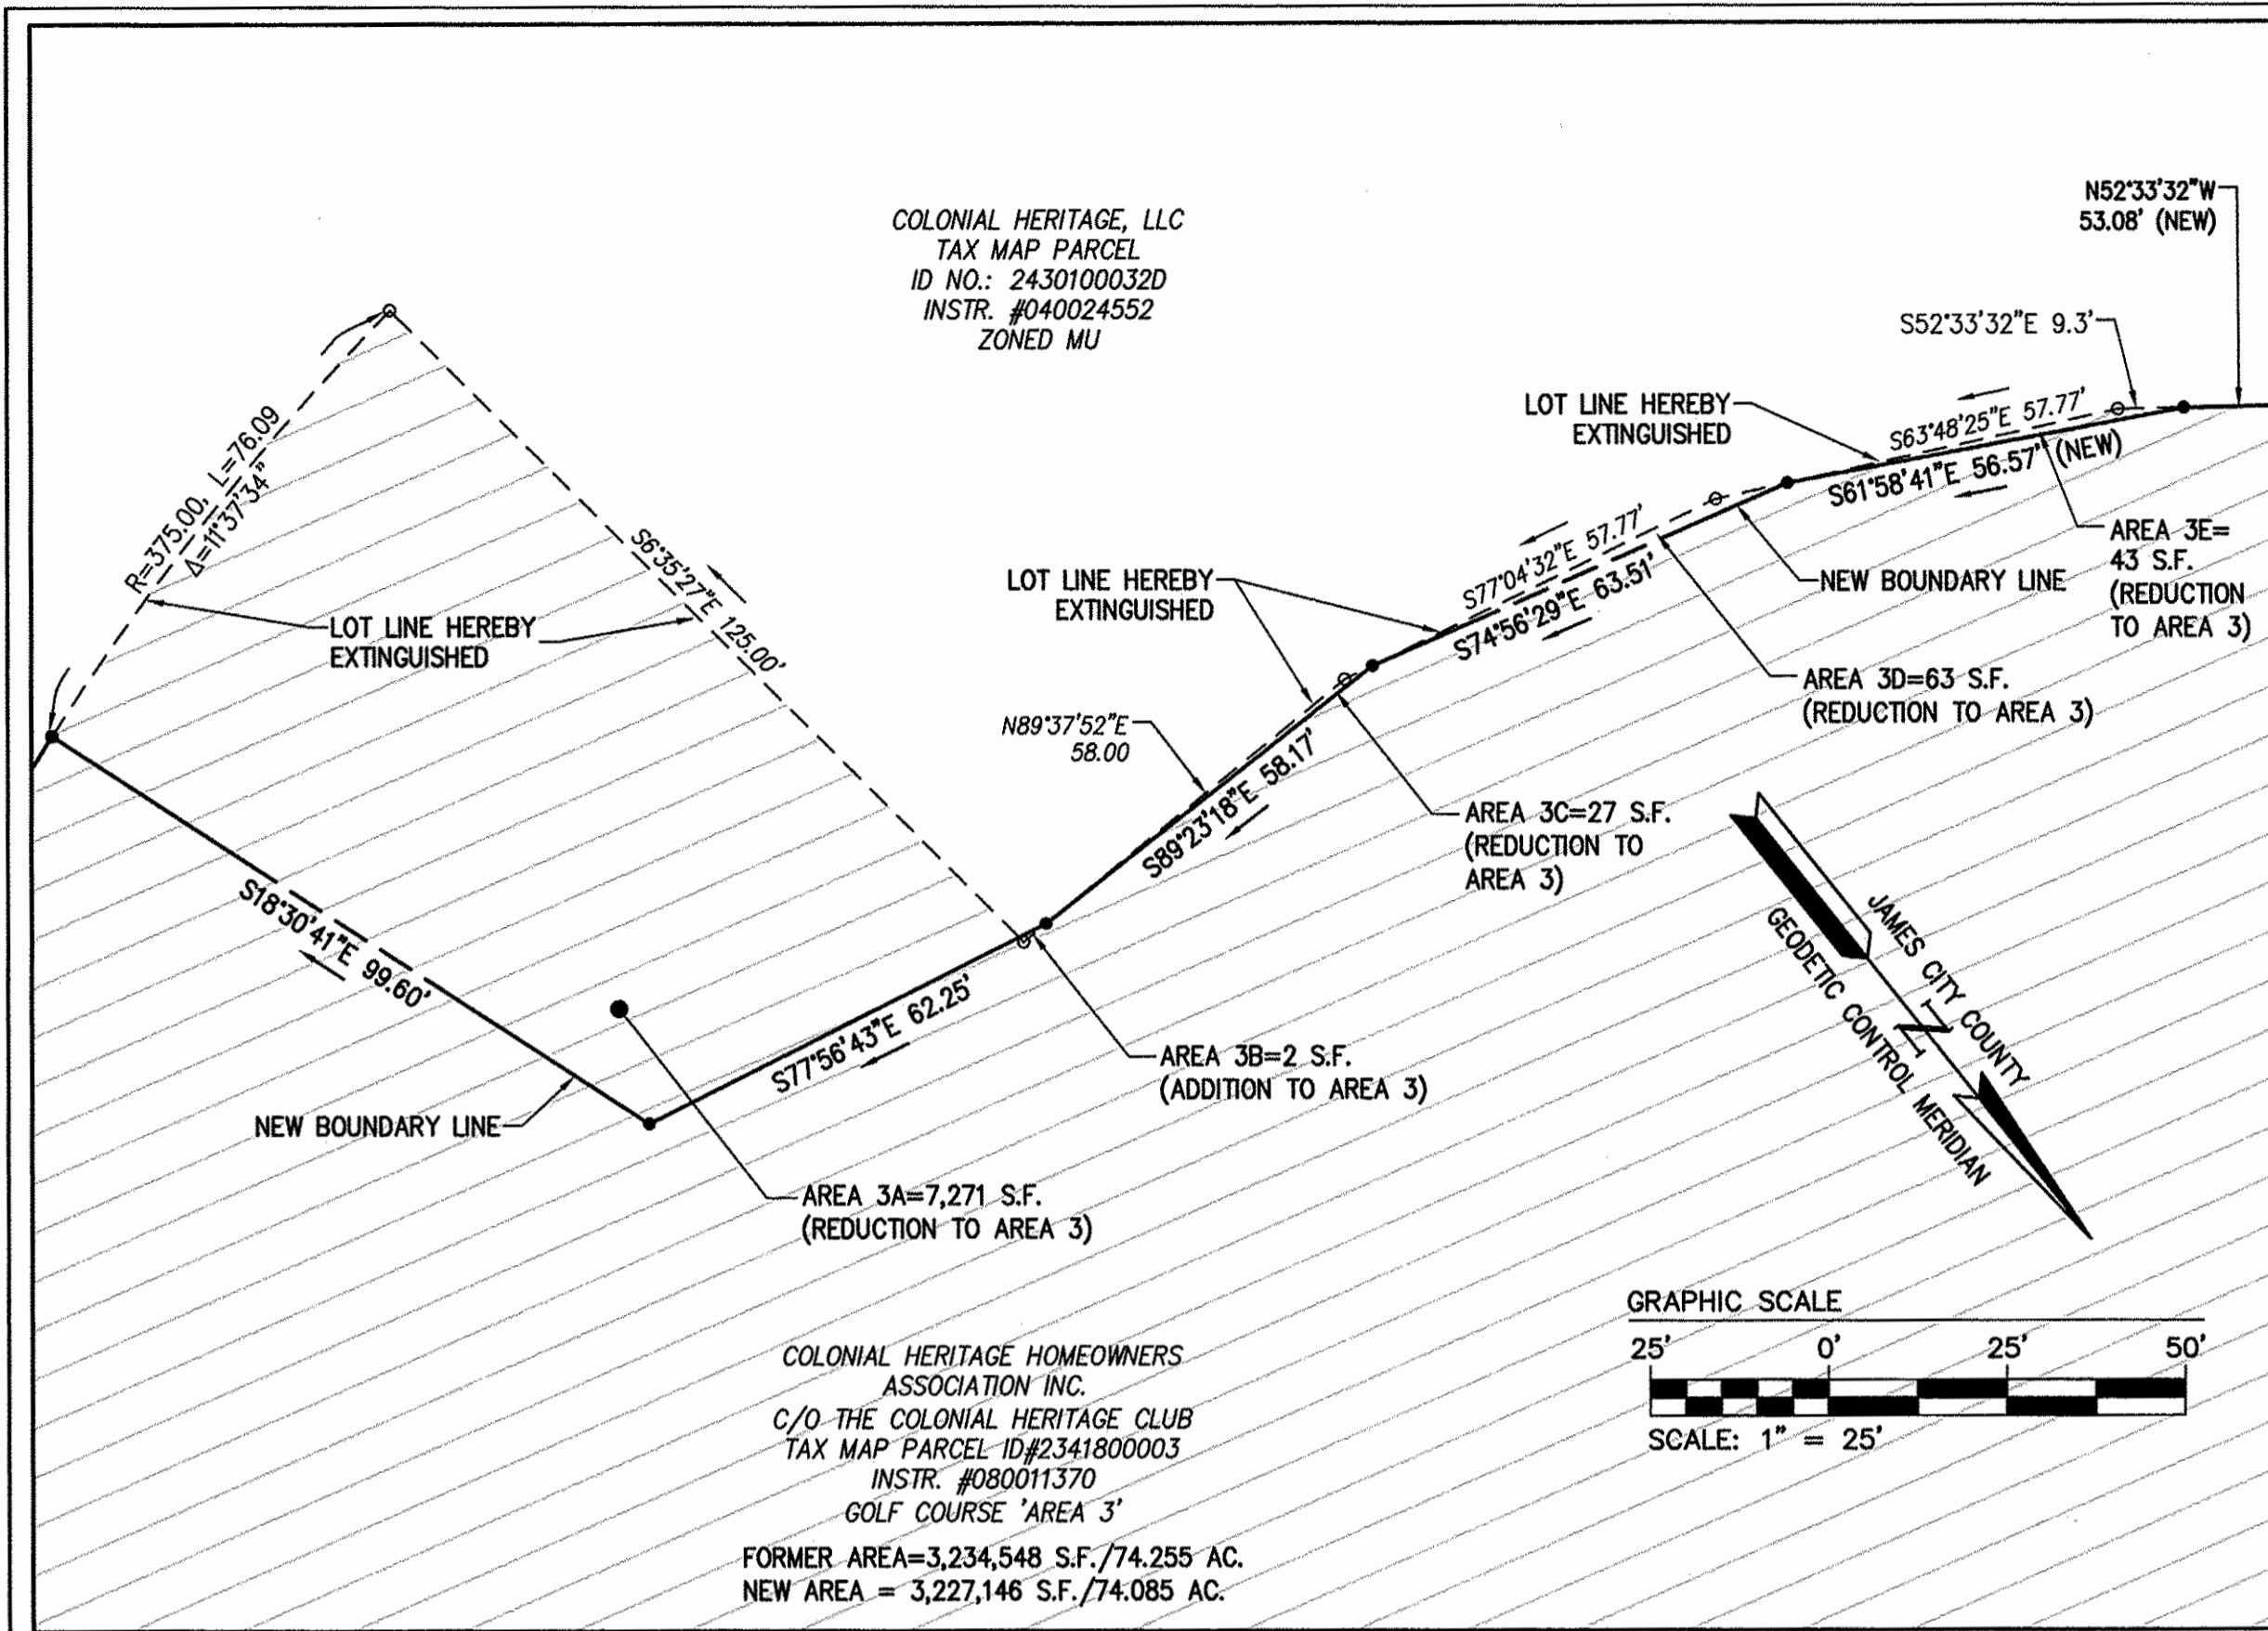 COLONIAL HERITAGE, LLC
TAX MAP PARCEL
ID NO.: 2430100032D
INSTR. #040024552
ZONED MU
N52°33'32"W
53.08' (NEW)
S52°33'32"E 9.3'
LOT LINE HEREBY
EXTINGUISHED
S63°48'25"E 57.77'
S61°58'41"E 56.57' (NEW)
AREA 3E=
43 S.F.
(REDUCTION
TO AREA 3)
R=375.00, L=76.09
Δ=11°37'34"
LOT LINE HEREBY
EXTINGUISHED
S6°35'27"E 125.00'
LOT LINE HEREBY
EXTINGUISHED
S77°04'32"E 57.77'
S74°56'29"E 63.51'
NEW BOUNDARY LINE
AREA 3D=63 S.F.
(REDUCTION TO AREA 3)
N89°37'52"E
58.00
S89°23'18"E 58.17'
AREA 3C=27 S.F.
(REDUCTION TO
AREA 3)
S18°30'41"E 99.60'
S77°56'43"E 62.25'
AREA 3B=2 S.F.
(ADDITION TO AREA 3)
NEW BOUNDARY LINE
AREA 3A=7,271 S.F.
(REDUCTION TO AREA 3)
JAMES CITY COUNTY
GEODETIC CONTROL MERIDIAN
N
GRAPHIC SCALE
25' 0' 25' 50'
SCALE: 1" = 25'
COLONIAL HERITAGE HOMEOWNERS
ASSOCIATION INC.
C/O THE COLONIAL HERITAGE CLUB
TAX MAP PARCEL ID#2341800003
INSTR. #080011370
GOLF COURSE 'AREA 3'
FORMER AREA=3,234,548 S.F./74.255 AC.
NEW AREA = 3,227,146 S.F./74.085 AC.